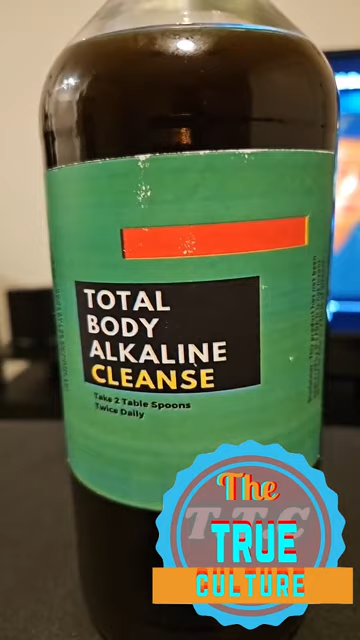 TOTAL
BODY
ALKALINE
CLEANSE
Take 2 Table Spoons
Twice Daily
The
T T C
TRUE
CULTURE